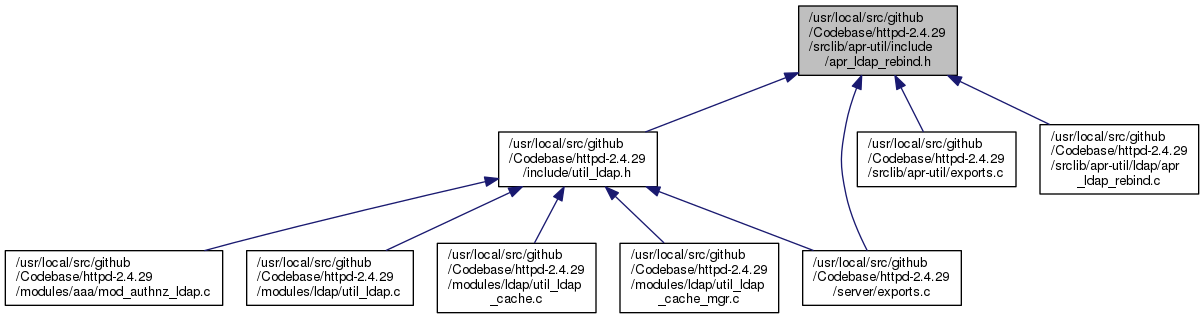 /usr/local/src/github
/Codebase/httpd-2.4.29
/srclib/apr-util/include
/apr_ldap_rebind.h
/usr/local/src/github
/Codebase/httpd-2.4.29
/include/util_ldap.h
/usr/local/src/github
/Codebase/httpd-2.4.29
/srclib/apr-util/exports.c
/usr/local/src/github
/Codebase/httpd-2.4.29
/srclib/apr-util/ldap/apr
_ldap_rebind.c
/usr/local/src/github
/Codebase/httpd-2.4.29
/modules/aaa/mod_authnz_ldap.c
/usr/local/src/github
/Codebase/httpd-2.4.29
/modules/ldap/util_ldap.c
/usr/local/src/github
/Codebase/httpd-2.4.29
/modules/ldap/util_ldap
_cache.c
/usr/local/src/github
/Codebase/httpd-2.4.29
/modules/ldap/util_ldap
_cache_mgr.c
/usr/local/src/github
/Codebase/httpd-2.4.29
/server/exports.c